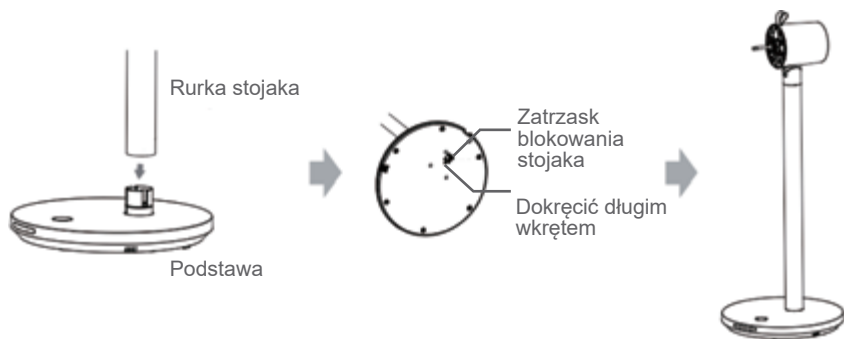 Rurka stojaka
Podstawa
Zatrzask
blokowania
stojaka
Dokręcić długim
wkrętem